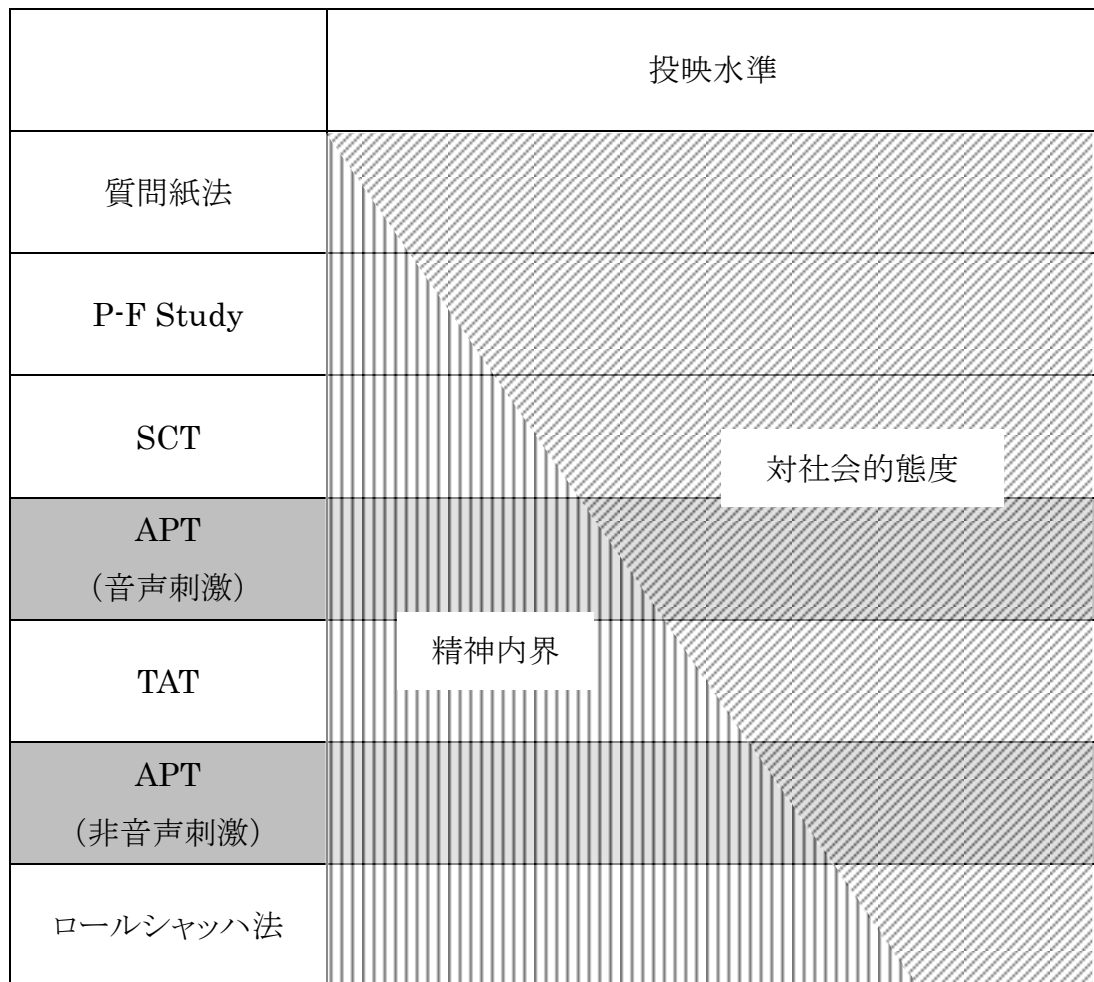 投映水準
質問紙法
P-F Study
SCT
対社会的態度
APT
（音声刺激）
精神内界
TAT
APT
（非音声刺激）
ロールシャッハ法